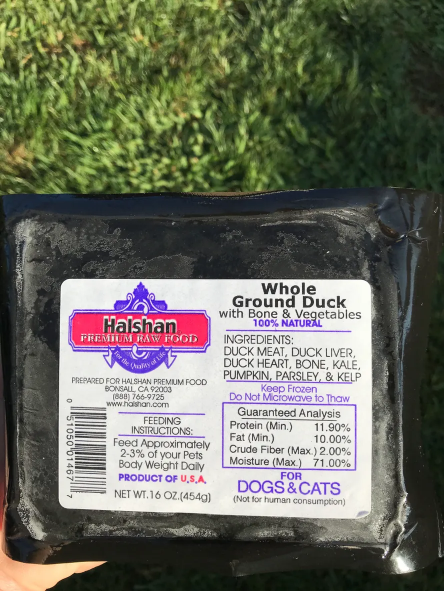 Halshan
PREMIUM RAW FOOD
for the Quality of Life
PREPARED FOR HALSHAN PREMIUM FOOD
BONSALL, CA 92003
(888) 766-9725
www.halshan.com
0 51050 01467 7
FEEDING
INSTRUCTIONS:
Feed Approximately
2-3% of your Pets
Body Weight Daily
PRODUCT OF U.S.A.
NET WT. 16 OZ.(454g)
Whole
Ground Duck
with Bone & Vegetables
100% NATURAL
INGREDIENTS:
DUCK MEAT, DUCK LIVER,
DUCK HEART, BONE, KALE,
PUMPKIN, PARSLEY, & KELP
Keep Frozen
Do Not Microwave to Thaw
Guaranteed Analysis
Protein (Min.) 11.90%
Fat (Min.) 10.00%
Crude Fiber (Max.) 2.00%
Moisture (Max.) 71.00%
FOR
DOGS & CATS
(Not for human consumption)